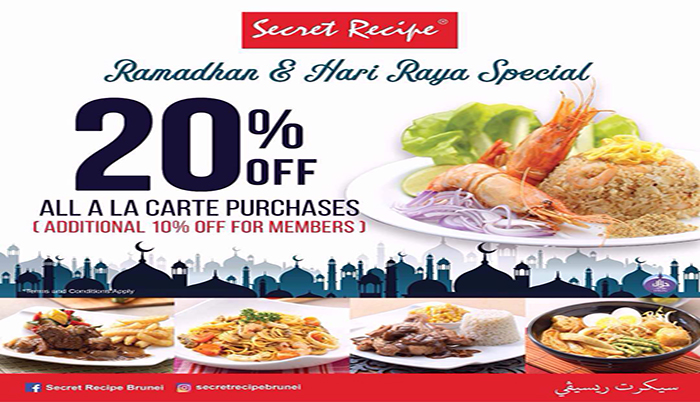 Secret Recipe®
Ramadhan & Hari Raya Special
20% OFF
ALL A LA CARTE PURCHASES
( ADDITIONAL 10% OFF FOR MEMBERS )
*Terms and Conditions Apply
Secret Recipe Brunei
secretrecipebrunei
سيكرت ريسيڤي